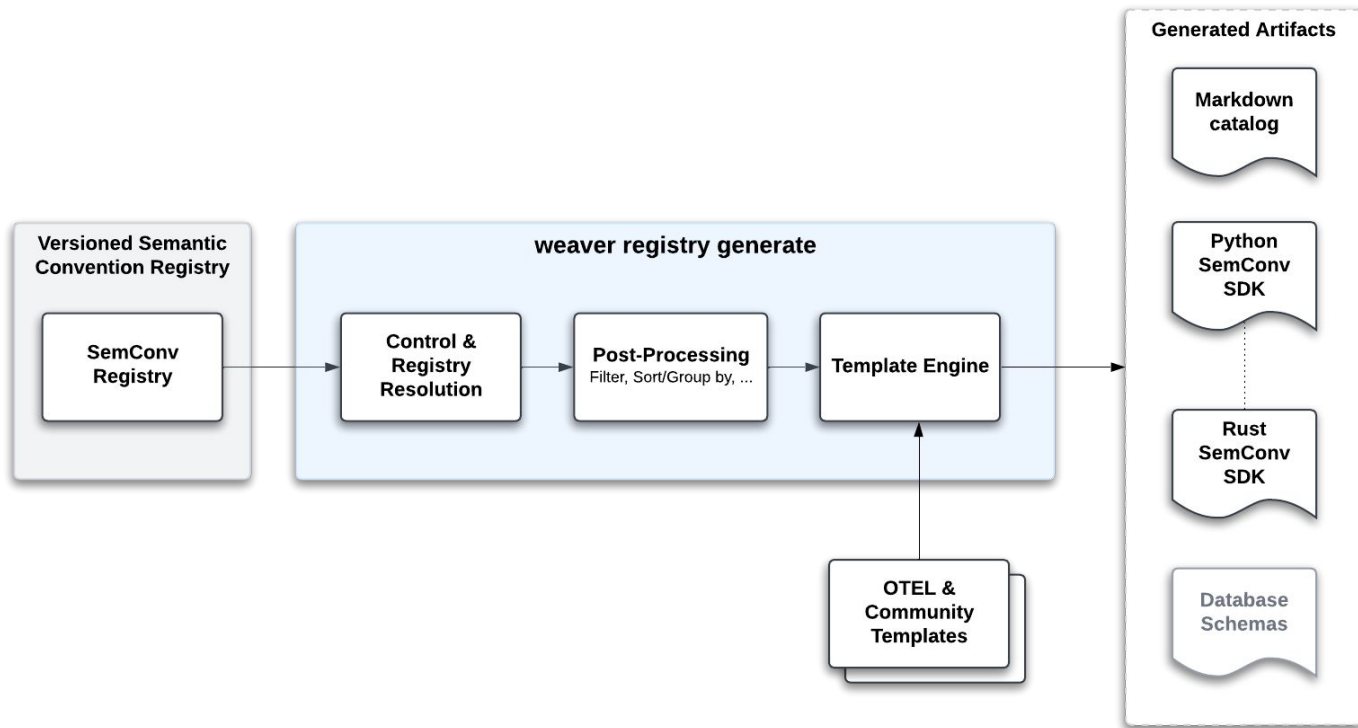 Generated Artifacts
Markdown
catalog
Versioned Semantic
Convention Registry
SemConv
Registry
weaver registry generate
Control &
Registry
Resolution
Post-Processing
Filter, Sort/Group by, ...
Template Engine
Python
SemConv
SDK
Rust
SemConv
SDK
OTEL &
Community
Templates
Database
Schemas